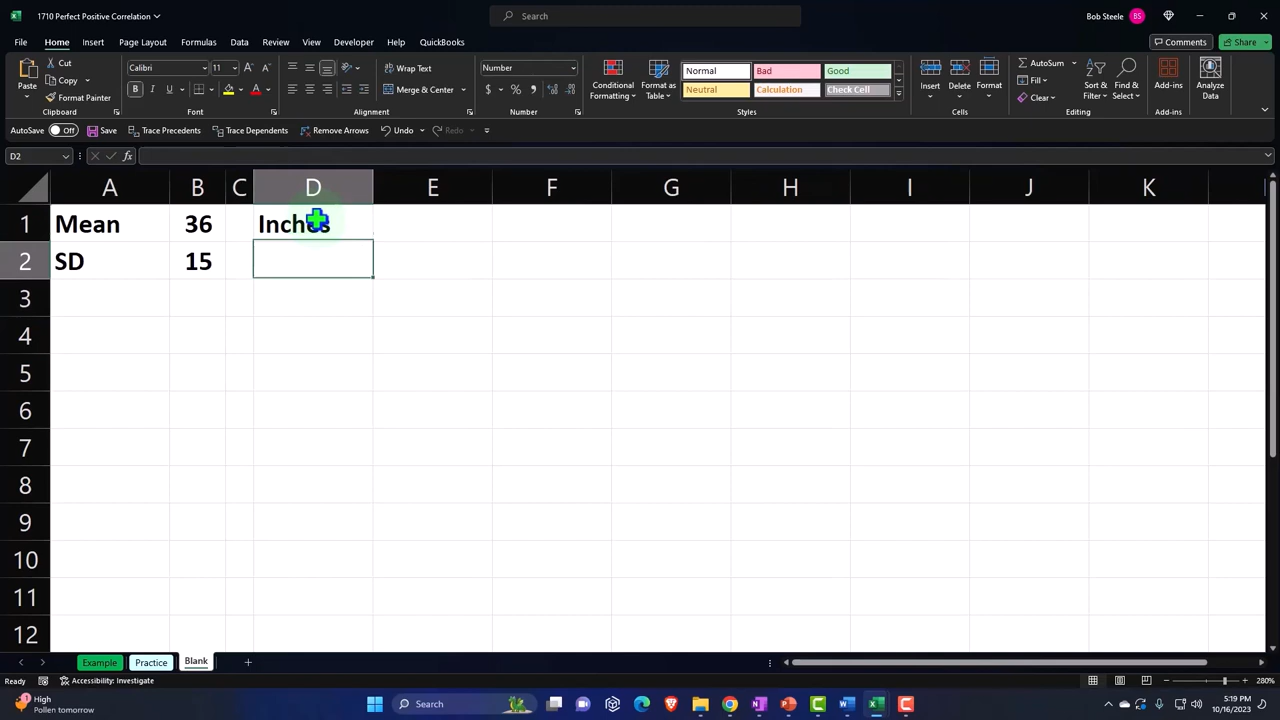 1710 Perfect Positive Correlation
Search
Bob Steele
BS
File
Home
Insert
Page Layout
Formulas
Data
Review
View
Developer
Help
QuickBooks
Comments
Share
Paste
Cut
Copy
Format Painter
Clipboard
Calibri
11
Font
Wrap Text
Merge & Center
Alignment
Number
Number
Conditional Formatting
Format as Table
Normal
Bad
Good
Neutral
Calculation
Check Cell
Styles
Insert
Delete
Format
Cells
AutoSum
Fill
Clear
Sort & Filter
Find & Select
Editing
Add-ins
Add-ins
Analyze Data
AutoSave
Off
Save
Trace Precedents
Trace Dependents
Remove Arrows
Undo
Redo
D2
A B C D E F G H I J K
1 Mean 36 Inches
2 SD 15
3
4
5
6
7
8
9
10
11
12
Example
Practice
Blank
Ready
Accessibility: Investigate
280%
High
Pollen tomorrow
Search
5:19 PM
10/16/2023